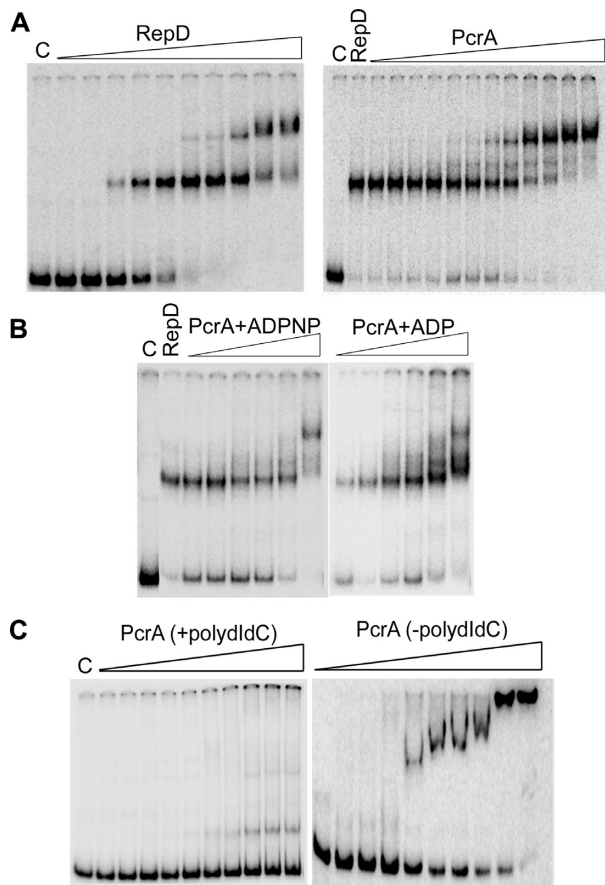 A
C RepD
C RepD PcrA
B
C RepD PcrA+ADPNP PcrA+ADP
C
PcrA (+polydIdC) PcrA (-polydIdC)
C